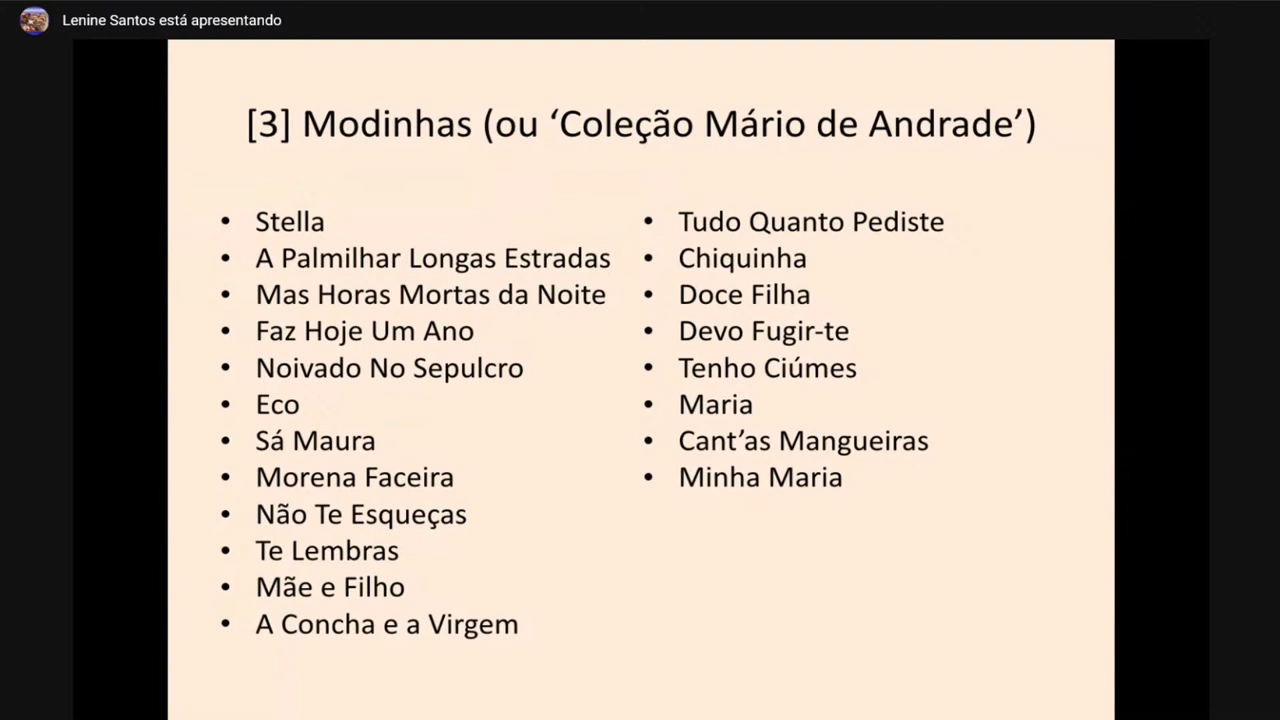 Lenine Santos está apresentando
[3] Modinhas (ou ‘Coleção Mário de Andrade’)
• Stella
• A Palmilhar Longas Estradas
• Mas Horas Mortas da Noite
• Faz Hoje Um Ano
• Noivado No Sepulcro
• Eco
• Sá Maura
• Morena Faceira
• Não Te Esqueças
• Te Lembras
• Mãe e Filho
• A Concha e a Virgem
• Tudo Quanto Pediste
• Chiquinha
• Doce Filha
• Devo Fugir-te
• Tenho Ciúmes
• Maria
• Cant’as Mangueiras
• Minha Maria